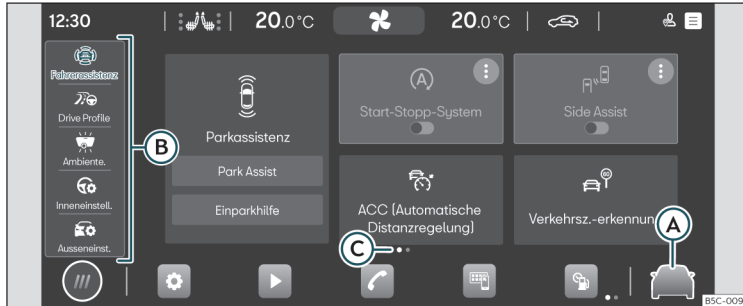 12:30
20.0°C
20.0°C
Fahrerassistenz
Drive Profile
Ambiente.
Inneneinstell.
Ausseneinst.
B
Parkassistenz
Park Assist
Einparkhilfe
A
Start-Stopp-System
Side Assist
ACC (Automatische
Distanzregelung)
60
Verkehrsz.-erkennun
C
A
B5C-009